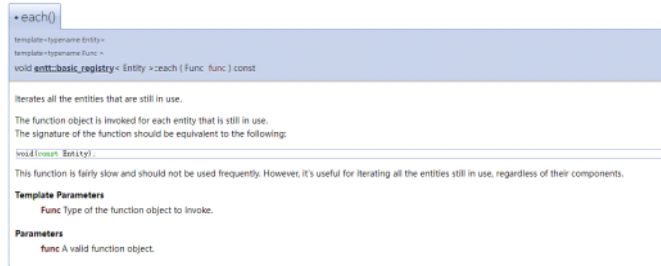 • each()
template<typename Entity>
template<typename Func >
void entt::basic_registry< Entity >::each ( Func func ) const
Iterates all the entities that are still in use.
The function object is invoked for each entity that is still in use.
The signature of the function should be equivalent to the following:
void(const Entity);
This function is fairly slow and should not be used frequently. However, it's useful for iterating all the entities still in use, regardless of their components.
Template Parameters
Func Type of the function object to invoke.
Parameters
func A valid function object.